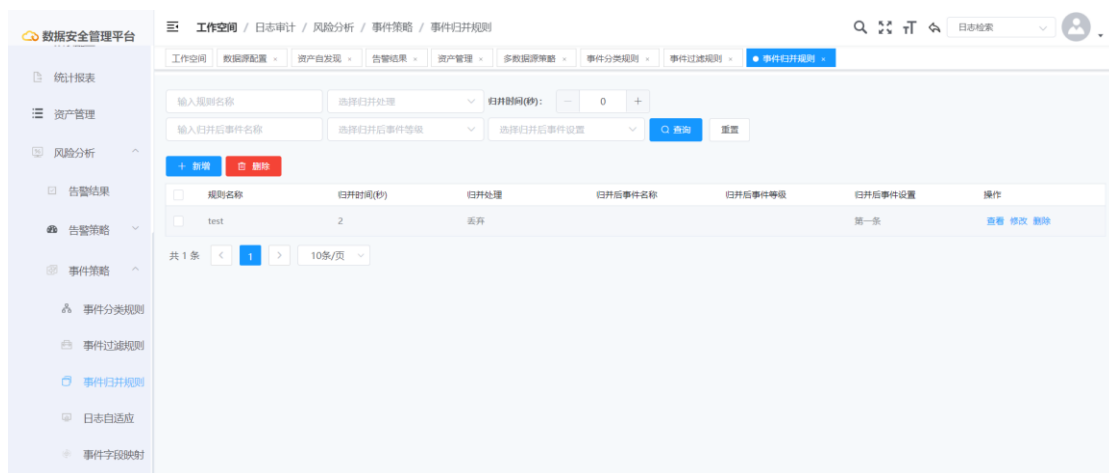 数据安全管理平台
工作空间 / 日志审计 / 风险分析 / 事件策略 / 事件归并规则
日志检索
工作空间 数据源配置 × 资产自发现 × 告警结果 × 资产管理 × 多数据源策略 × 事件分类规则 × 事件过滤规则 × 事件归并规则 ×
统计报表
资产管理
风险分析
告警结果
告警策略
事件策略
事件分类规则
事件过滤规则
事件归并规则
日志自适应
事件字段映射
输入规则名称 选择归并处理 归并时间(秒): － 0 +
输入归并后事件名称 选择归并后事件等级 选择归并后事件设置 查询 重置
+ 新增 删除
规则名称 归并时间(秒) 归并处理 归并后事件名称 归并后事件等级 归并后事件设置 操作
test 2 丢弃 第一条 查看 修改 删除
共 1 条 < 1 > 10条/页